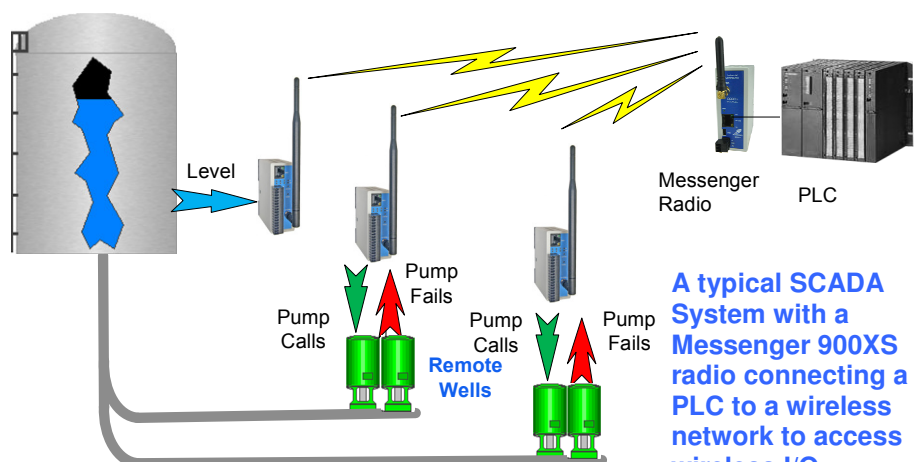 Level
Pump
Fails
Pump
Calls
Remote
Wells
Pump
Calls
Pump
Fails
Messenger
Radio
PLC
A typical SCADA
System with a
Messenger 900XS
radio connecting a
PLC to a wireless
network to access
wireless I/O